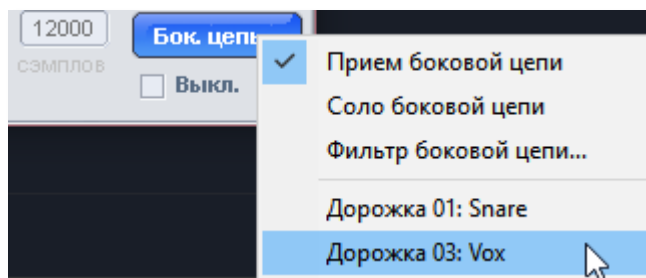 12000
сэмплов
Бок. цепь
Выкл.
Прием боковой цепи
Соло боковой цепи
Фильтр боковой цепи...
Дорожка 01: Snare
Дорожка 03: Vox